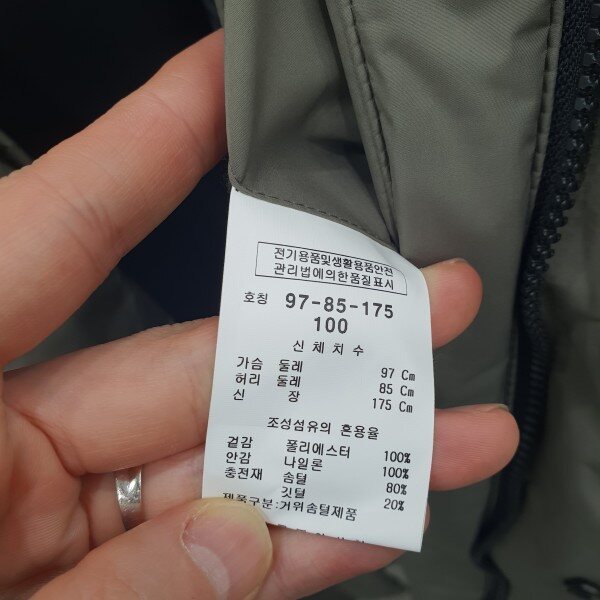 전기용품및생활용품안전
관리법에의한품질표시
호칭 97-85-175
100
신체치수
가슴 둘레 97 Cm
허리 둘레 85 Cm
신 장 175 Cm
조성섬유의 혼용율
겉감 폴리에스터 100%
안감 나일론 100%
충전재 솜털 80%
깃털 20%
제품구분:거위솜털제품